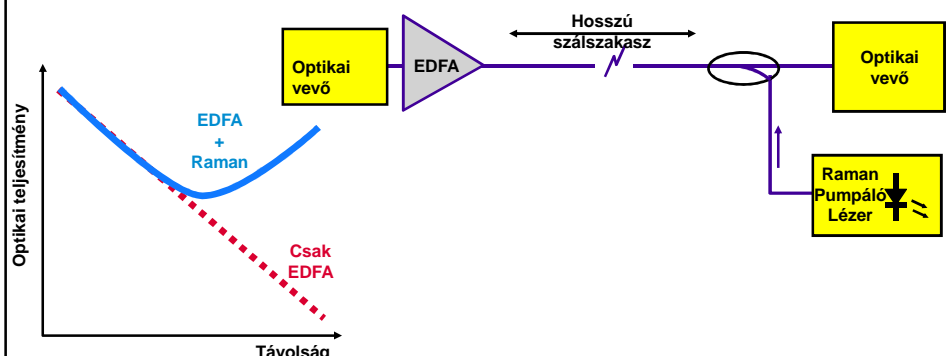 Hosszú
szálszakasz
Optikai
vevő
EDFA
Optikai
vevő
Raman
Pumpáló
Lézer
Optikai teljesítmény
EDFA
+
Raman
Csak
EDFA
Távolság